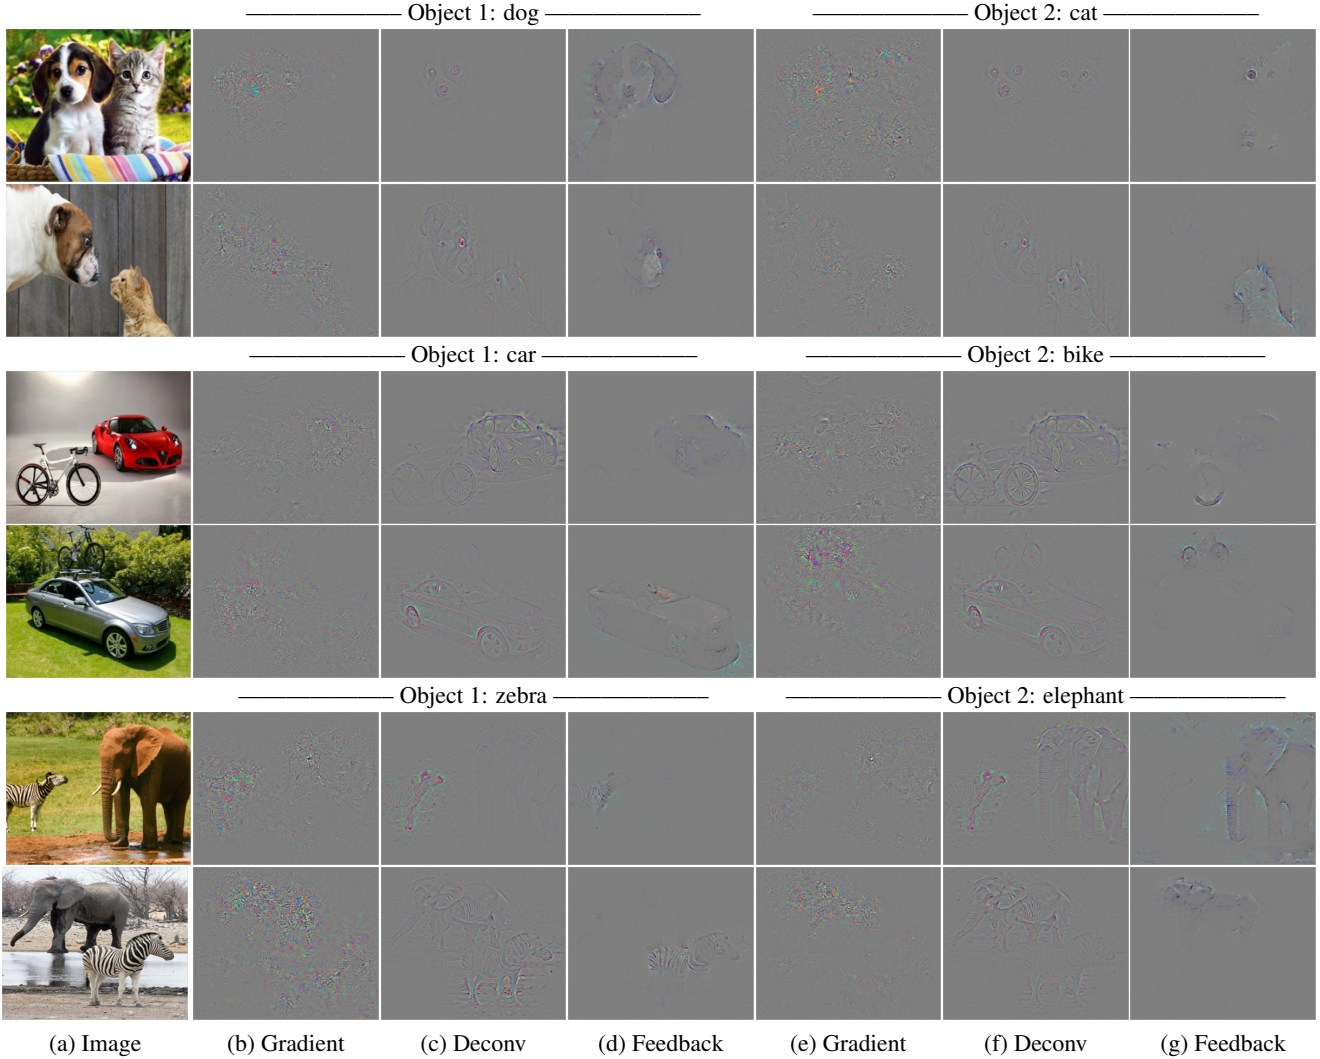 Object 1: dog Object 2: cat
Object 1: car Object 2: bike
Object 1: zebra Object 2: elephant
(a) Image (b) Gradient (c) Deconv (d) Feedback (e) Gradient (f) Deconv (g) Feedback